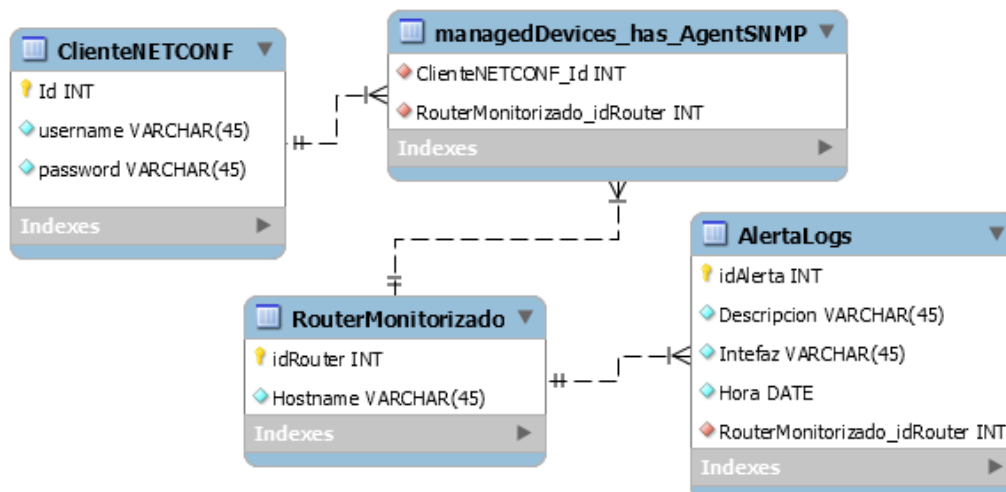 ClienteNETCONF
Id INT
username VARCHAR(45)
password VARCHAR(45)
Indexes
managedDevices_has_AgentSNMP
ClienteNETCONF_Id INT
RouterMonitorizado_idRouter INT
Indexes
RouterMonitorizado
idRouter INT
Hostname VARCHAR(45)
Indexes
AlertaLogs
idAlerta INT
Descripcion VARCHAR(45)
Intefaz VARCHAR(45)
Hora DATE
RouterMonitorizado_idRouter INT
Indexes